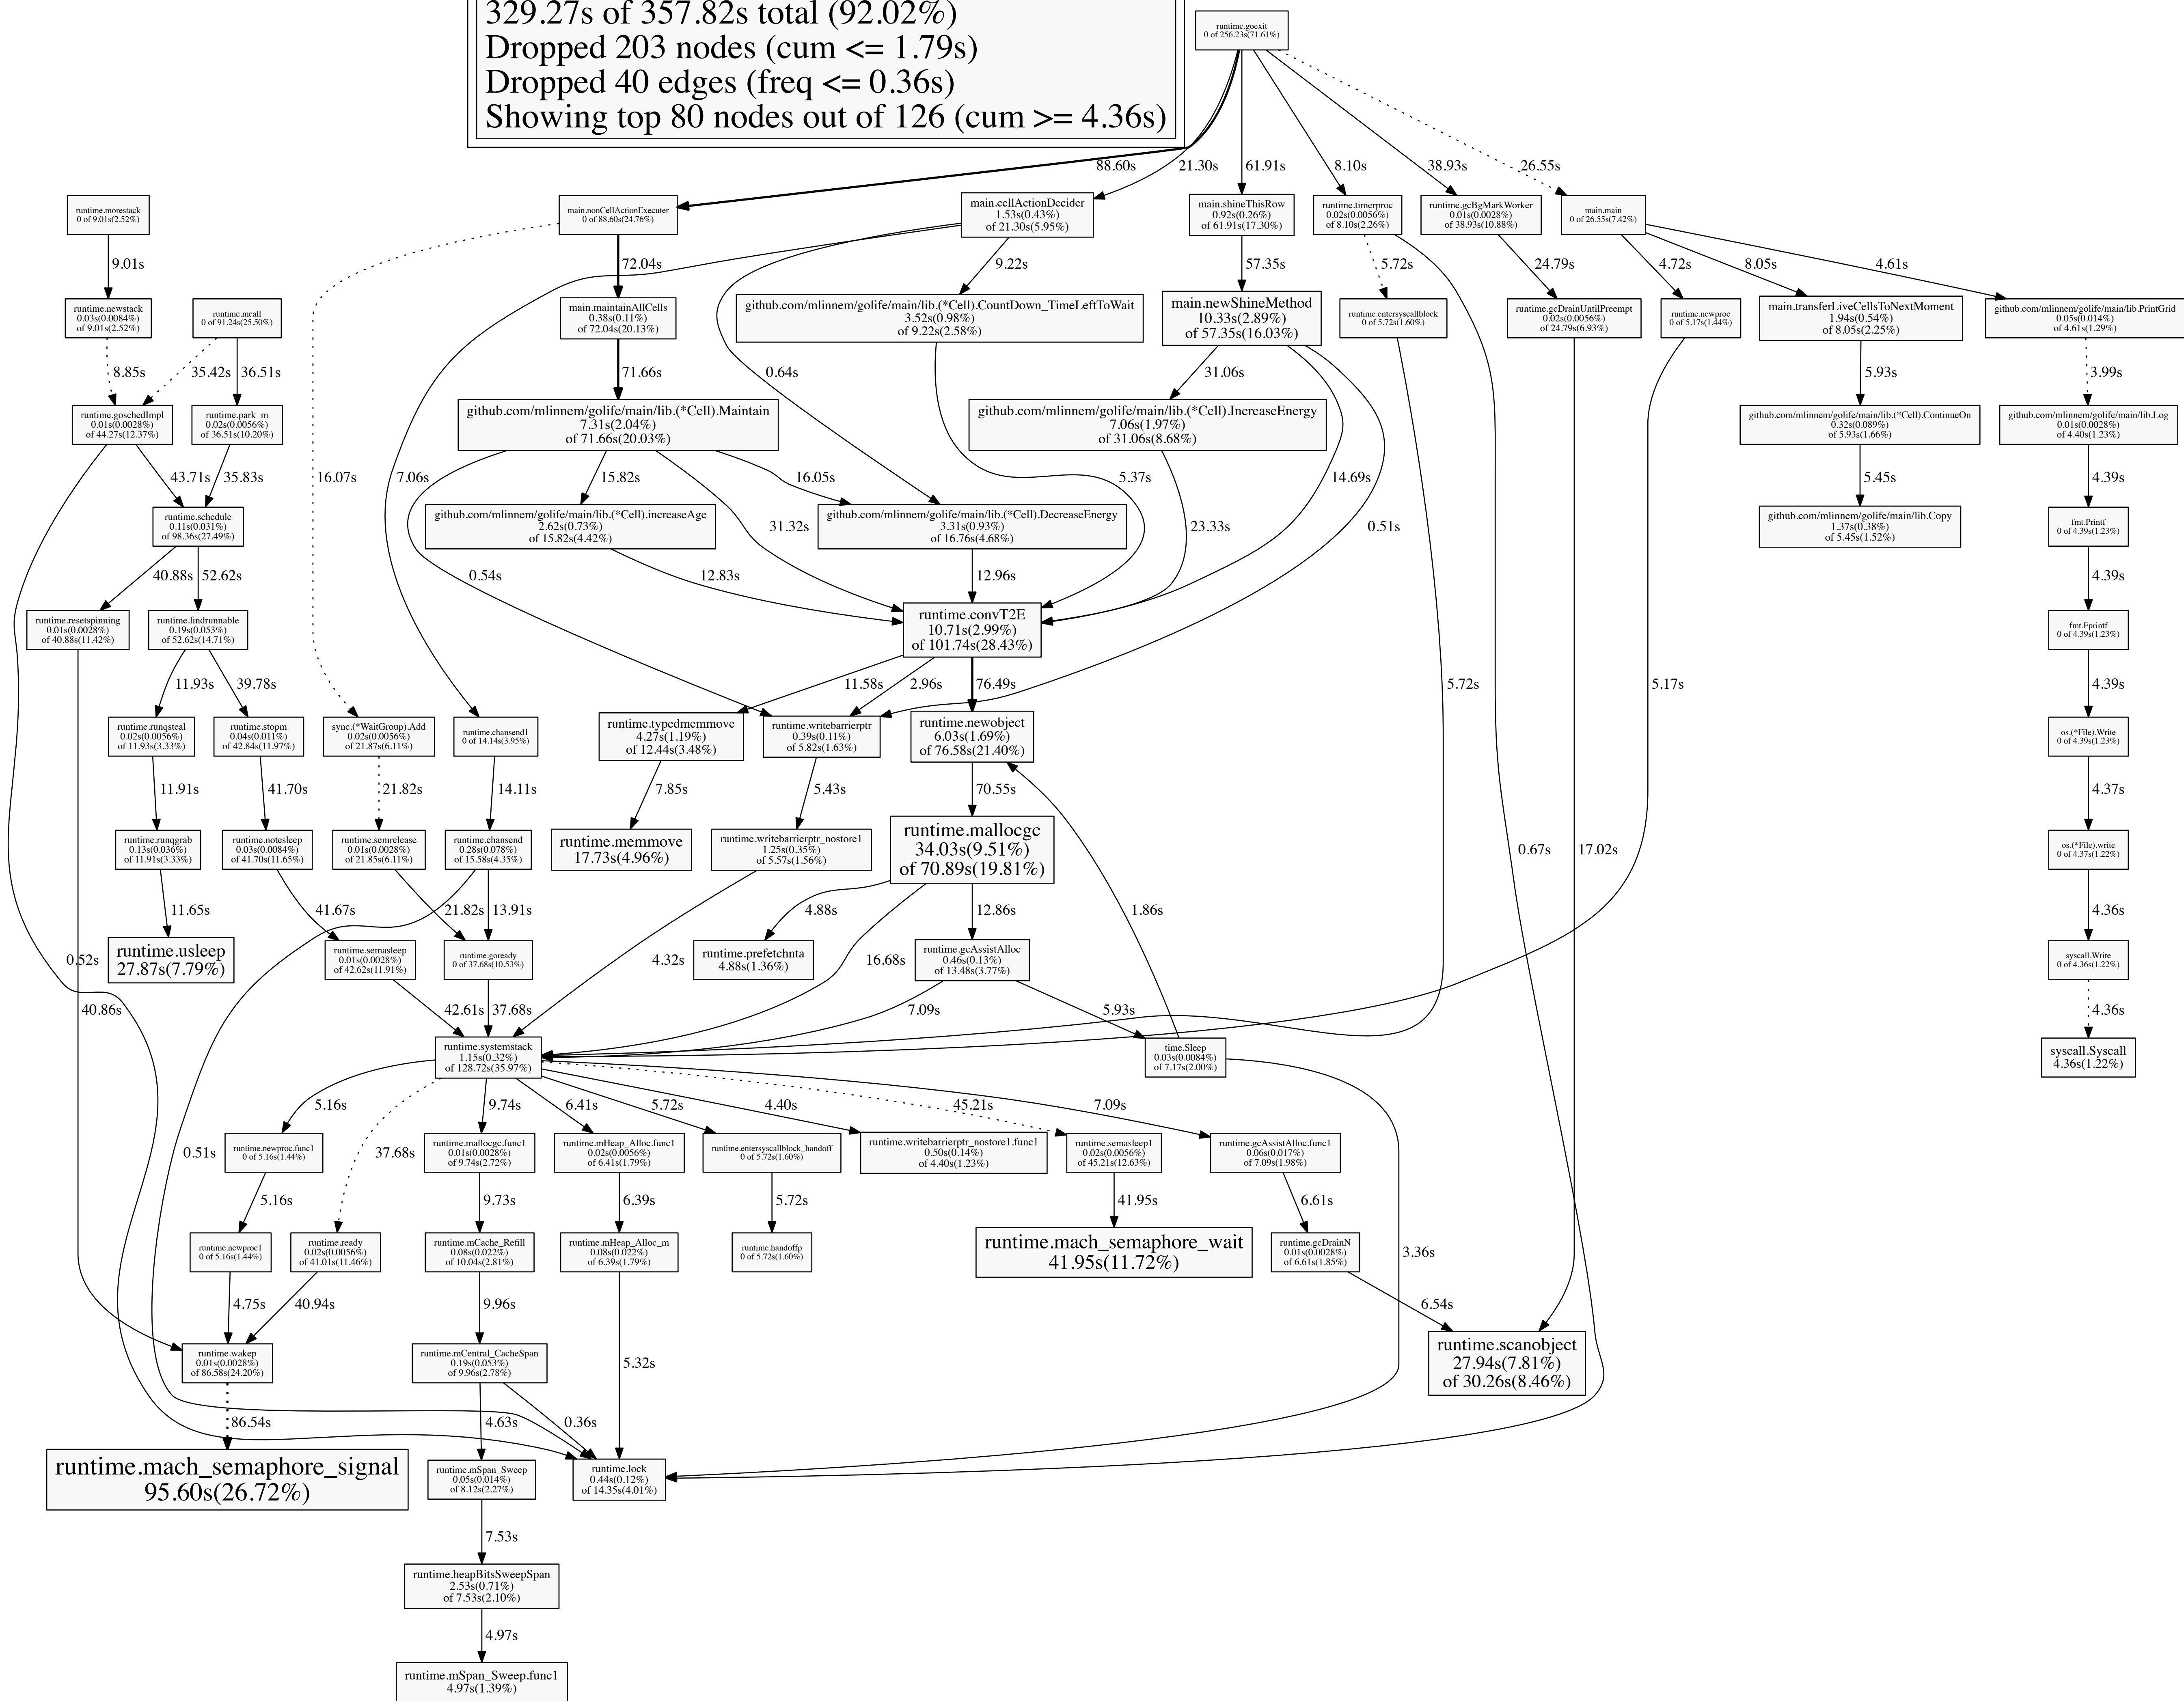 329.27s of 357.82s total (92.02%)
Dropped 203 nodes (cum <= 1.79s)
Dropped 40 edges (freq <= 0.36s)
Showing top 80 nodes out of 126 (cum >= 4.36s)
runtime.goexit
0 of 256.23s(71.61%)
88.60s
21.30s
61.91s
8.10s
38.93s
26.55s
runtime.morestack
0 of 9.01s(2.52%)
main.nonCellActionExecuter
0 of 88.60s(24.76%)
main.cellActionDecider
1.53s(0.43%)
of 21.30s(5.95%)
main.shineThisRow
0.92s(0.26%)
of 61.91s(17.30%)
runtime.timerproc
0.02s(0.0056%)
of 8.10s(2.26%)
runtime.gcBgMarkWorker
0.01s(0.0028%)
of 38.93s(10.88%)
main.main
0 of 26.55s(7.42%)
9.01s
72.04s
9.22s
57.35s
5.72s
24.79s
4.72s
8.05s
4.61s
runtime.newstack
0.03s(0.0084%)
of 9.01s(2.52%)
runtime.mcall
0 of 91.24s(25.50%)
main.maintainAllCells
0.38s(0.11%)
of 72.04s(20.13%)
github.com/mlinnem/golife/main/lib.(*Cell).CountDown_TimeLeftToWait
3.52s(0.98%)
of 9.22s(2.58%)
main.newShineMethod
10.33s(2.89%)
of 57.35s(16.03%)
runtime.entersyscallblock
0 of 5.72s(1.60%)
runtime.gcDrainUntilPreempt
0.02s(0.0056%)
of 24.79s(6.93%)
runtime.newproc
0 of 5.17s(1.44%)
main.transferLiveCellsToNextMoment
1.94s(0.54%)
of 8.05s(2.25%)
github.com/mlinnem/golife/main/lib.PrintGrid
0.05s(0.014%)
of 4.61s(1.29%)
8.85s
35.42s
36.51s
71.66s
0.64s
31.06s
5.93s
3.99s
runtime.goschedImpl
0.01s(0.0028%)
of 44.27s(12.37%)
runtime.park_m
0.02s(0.0056%)
of 36.51s(10.20%)
github.com/mlinnem/golife/main/lib.(*Cell).Maintain
7.31s(2.04%)
of 71.66s(20.03%)
github.com/mlinnem/golife/main/lib.(*Cell).IncreaseEnergy
7.06s(1.97%)
of 31.06s(8.68%)
github.com/mlinnem/golife/main/lib.(*Cell).ContinueOn
0.32s(0.089%)
of 5.93s(1.66%)
github.com/mlinnem/golife/main/lib.Log
0.01s(0.0028%)
of 4.40s(1.23%)
43.71s
35.83s
16.07s
7.06s
15.82s
16.05s
5.37s
14.69s
5.45s
4.39s
runtime.schedule
0.11s(0.031%)
of 98.36s(27.49%)
github.com/mlinnem/golife/main/lib.(*Cell).increaseAge
2.62s(0.73%)
of 15.82s(4.42%)
31.32s
github.com/mlinnem/golife/main/lib.(*Cell).DecreaseEnergy
3.31s(0.93%)
of 16.76s(4.68%)
23.33s
0.51s
github.com/mlinnem/golife/main/lib.Copy
1.37s(0.38%)
of 5.45s(1.52%)
fmt.Printf
0 of 4.39s(1.23%)
40.88s
52.62s
0.54s
12.83s
12.96s
4.39s
runtime.resetspinning
0.01s(0.0028%)
of 40.88s(11.42%)
runtime.findrunnable
0.19s(0.053%)
of 52.62s(14.71%)
runtime.convT2E
10.71s(2.99%)
of 101.74s(28.43%)
fmt.Fprintf
0 of 4.39s(1.23%)
11.93s
39.78s
11.58s
2.96s
76.49s
5.72s
5.17s
4.39s
runtime.runqsteal
0.02s(0.0056%)
of 11.93s(3.33%)
runtime.stopm
0.04s(0.011%)
of 42.84s(11.97%)
sync.(*WaitGroup).Add
0.02s(0.0056%)
of 21.87s(6.11%)
runtime.chansend1
0 of 14.14s(3.95%)
runtime.typedmemmove
4.27s(1.19%)
of 12.44s(3.48%)
runtime.writebarrierptr
0.39s(0.11%)
of 5.82s(1.63%)
runtime.newobject
6.03s(1.69%)
of 76.58s(21.40%)
os.(*File).Write
0 of 4.39s(1.23%)
11.91s
41.70s
21.82s
14.11s
7.85s
5.43s
70.55s
4.37s
runtime.runqgrab
0.13s(0.036%)
of 11.91s(3.33%)
runtime.notesleep
0.03s(0.0084%)
of 41.70s(11.65%)
runtime.semrelease
0.01s(0.0028%)
of 21.85s(6.11%)
runtime.chansend
0.28s(0.078%)
of 15.58s(4.35%)
runtime.memmove
17.73s(4.96%)
runtime.writebarrierptr_nostore1
1.25s(0.35%)
of 5.57s(1.56%)
runtime.mallocgc
34.03s(9.51%)
of 70.89s(19.81%)
0.67s
17.02s
os.(*File).write
0 of 4.37s(1.22%)
11.65s
41.67s
21.82s
13.91s
4.88s
12.86s
1.86s
4.36s
runtime.usleep
27.87s(7.79%)
runtime.semasleep
0.01s(0.0028%)
of 42.62s(11.91%)
runtime.goready
0 of 37.68s(10.53%)
runtime.prefetchnta
4.88s(1.36%)
runtime.gcAssistAlloc
0.46s(0.13%)
of 13.48s(3.77%)
syscall.Write
0 of 4.36s(1.22%)
0.52s
4.32s
16.68s
40.86s
42.61s
37.68s
7.09s
5.93s
4.36s
runtime.systemstack
1.15s(0.32%)
of 128.72s(35.97%)
time.Sleep
0.03s(0.0084%)
of 7.17s(2.00%)
syscall.Syscall
4.36s(1.22%)
5.16s
9.74s
6.41s
5.72s
4.40s
45.21s
7.09s
0.51s
runtime.newproc.func1
0 of 5.16s(1.44%)
37.68s
runtime.mallocgc.func1
0.01s(0.0028%)
of 9.74s(2.72%)
runtime.mHeap_Alloc.func1
0.02s(0.0056%)
of 6.41s(1.79%)
runtime.entersyscallblock_handoff
0 of 5.72s(1.60%)
runtime.writebarrierptr_nostore1.func1
0.50s(0.14%)
of 4.40s(1.23%)
runtime.semasleep1
0.02s(0.0056%)
of 45.21s(12.63%)
runtime.gcAssistAlloc.func1
0.06s(0.017%)
of 7.09s(1.98%)
5.16s
9.73s
6.39s
5.72s
41.95s
6.61s
runtime.newproc1
0 of 5.16s(1.44%)
runtime.ready
0.02s(0.0056%)
of 41.01s(11.46%)
runtime.mCache_Refill
0.08s(0.022%)
of 10.04s(2.81%)
runtime.mHeap_Alloc_m
0.08s(0.022%)
of 6.39s(1.79%)
runtime.handoffp
0 of 5.72s(1.60%)
runtime.mach_semaphore_wait
41.95s(11.72%)
runtime.gcDrainN
0.01s(0.0028%)
of 6.61s(1.85%)
3.36s
4.75s
40.94s
9.96s
6.54s
runtime.wakep
0.01s(0.0028%)
of 86.58s(24.20%)
runtime.mCentral_CacheSpan
0.19s(0.053%)
of 9.96s(2.78%)
5.32s
runtime.scanobject
27.94s(7.81%)
of 30.26s(8.46%)
86.54s
4.63s
0.36s
runtime.mach_semaphore_signal
95.60s(26.72%)
runtime.mSpan_Sweep
0.05s(0.014%)
of 8.12s(2.27%)
runtime.lock
0.44s(0.12%)
of 14.35s(4.01%)
7.53s
runtime.heapBitsSweepSpan
2.53s(0.71%)
of 7.53s(2.10%)
4.97s
runtime.mSpan_Sweep.func1
4.97s(1.39%)